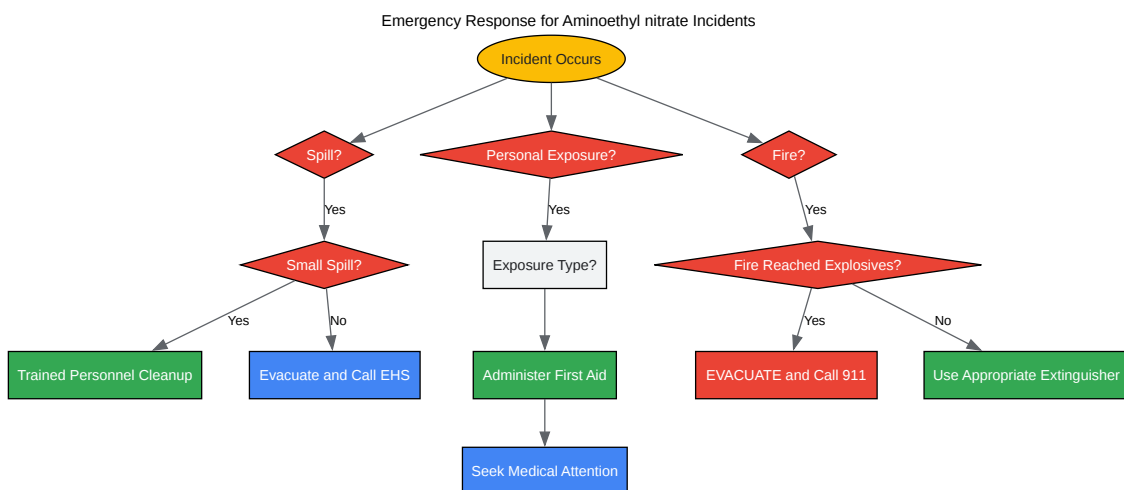 Emergency Response for Aminoethyl nitrate Incidents
Incident Occurs
Spill?
Personal Exposure?
Fire?
Yes
Yes
Yes
Small Spill?
Exposure Type?
Fire Reached Explosives?
Yes
No
Yes
No
Trained Personnel Cleanup
Evacuate and Call EHS
Administer First Aid
EVACUATE and Call 911
Use Appropriate Extinguisher
Seek Medical Attention